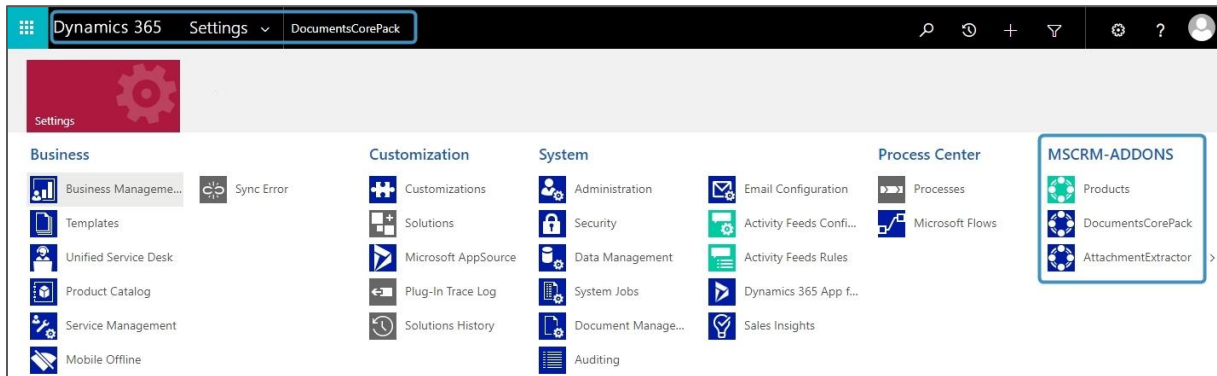 Dynamics 365 Settings DocumentsCorePack ?
Settings
Business Customization System Process Center MSCRM-ADDONS
Business Manageme... Sync Error Customizations Administration Email Configuration Processes Products
Templates Solutions Security Activity Feeds Confi... Microsoft Flows DocumentsCorePack
Unified Service Desk Microsoft AppSource Data Management Activity Feeds Rules AttachmentExtractor
Product Catalog Plug-In Trace Log System Jobs Dynamics 365 App f...
Service Management Solutions History Document Manage... Sales Insights
Mobile Offline Auditing